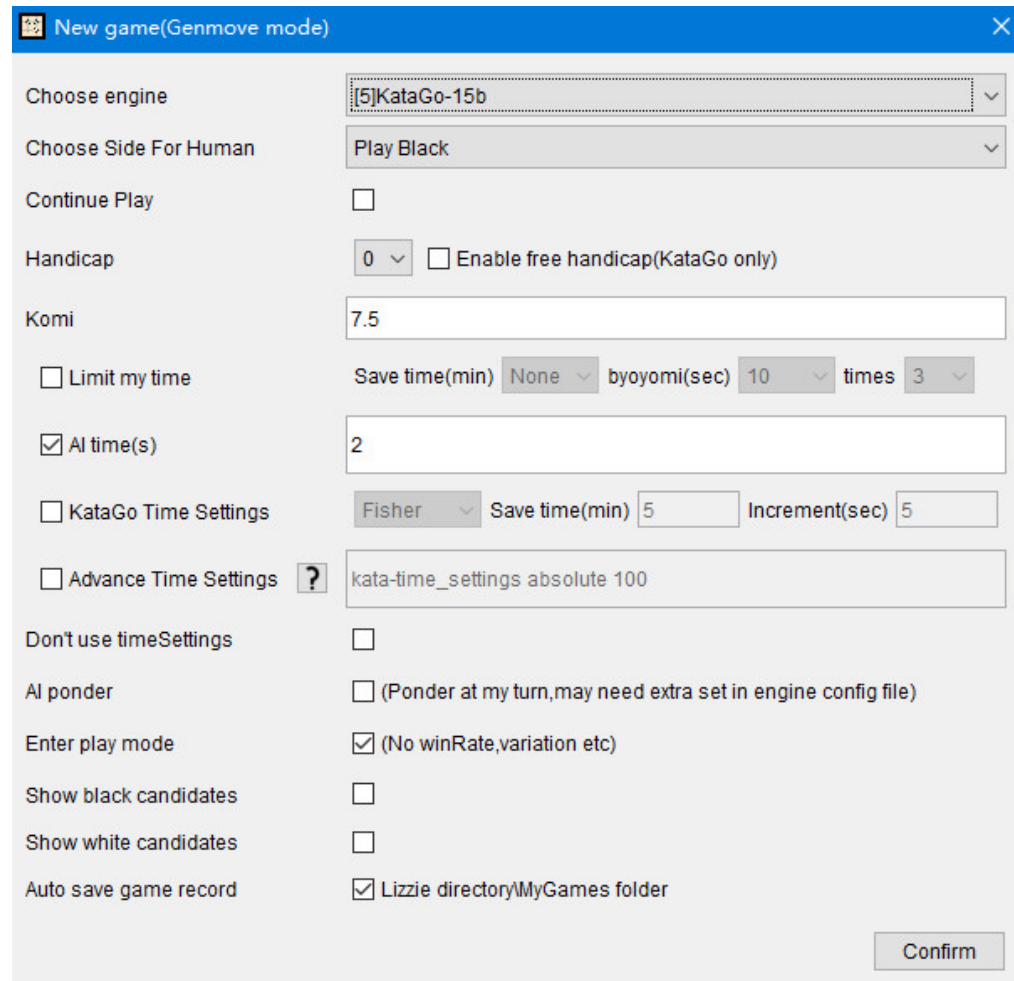 New game(Genmove mode)
Choose engine [5]KataGo-15b
Choose Side For Human Play Black
Continue Play
Handicap 0 Enable free handicap(KataGo only)
Komi 7.5
Limit my time Save time(min) None byoyomi(sec) 10 times 3
AI time(s) 2
KataGo Time Settings Fisher Save time(min) 5 Increment(sec) 5
Advance Time Settings ? kata-time_settings absolute 100
Don't use timeSettings
AI ponder (Ponder at my turn,may need extra set in engine config file)
Enter play mode (No winRate,variation etc)
Show black candidates
Show white candidates
Auto save game record Lizzie directory\MyGames folder
Confirm